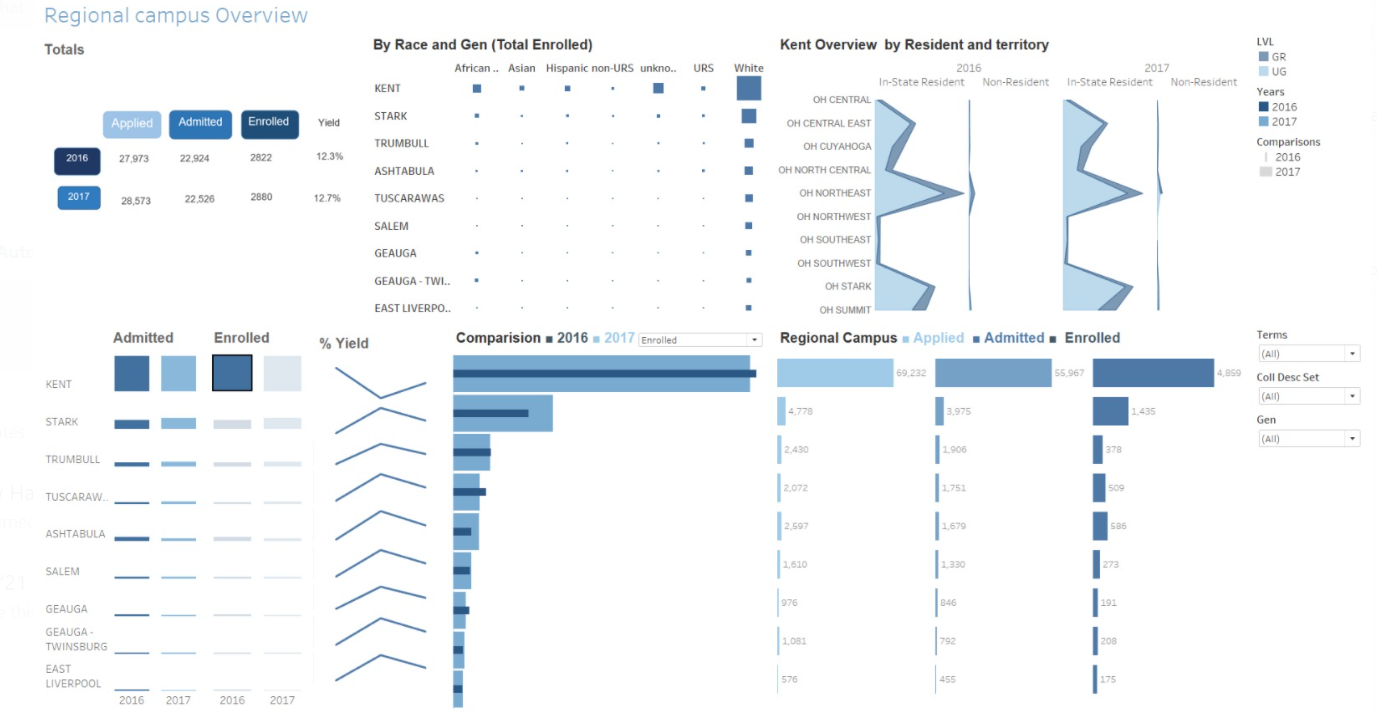 Regional campus Overview
Totals
Applied Admitted Enrolled Yield
2016 27,973 22,924 2822 12.3%
2017 28,573 22,526 2880 12.7%
By Race and Gen (Total Enrolled)
African .. Asian Hispanic non-URS unkno.. URS White
KENT
STARK
TRUMBULL
ASHTABULA
TUSCARAWAS
SALEM
GEAUGA
GEAUGA - TWI..
EAST LIVERPO..
Kent Overview by Resident and territory
2016 2017
In-State Resident Non-Resident In-State Resident Non-Resident
OH CENTRAL
OH CENTRAL EAST
OH CUYAHOGA
OH NORTH CENTRAL
OH NORTHEAST
OH NORTHWEST
OH SOUTHEAST
OH SOUTHWEST
OH STARK
OH SUMMIT
LVL
GR
UG
Years
2016
2017
Comparisons
2016
2017
Admitted Enrolled
KENT
STARK
TRUMBULL
TUSCARAW..
ASHTABULA
SALEM
GEAUGA
GEAUGA -
TWINSBURG
EAST
LIVERPOOL
2016 2017 2016 2017
% Yield
Comparision 2016 2017 Enrolled
Regional Campus Applied Admitted Enrolled
69,232 55,967 4,859
4,778 3,975 1,435
2,430 1,906 378
2,072 1,751 509
2,597 1,679 586
1,610 1,330 273
976 846 191
1,081 792 208
576 455 175
Terms
(All)
Coll Desc Set
(All)
Gen
(All)